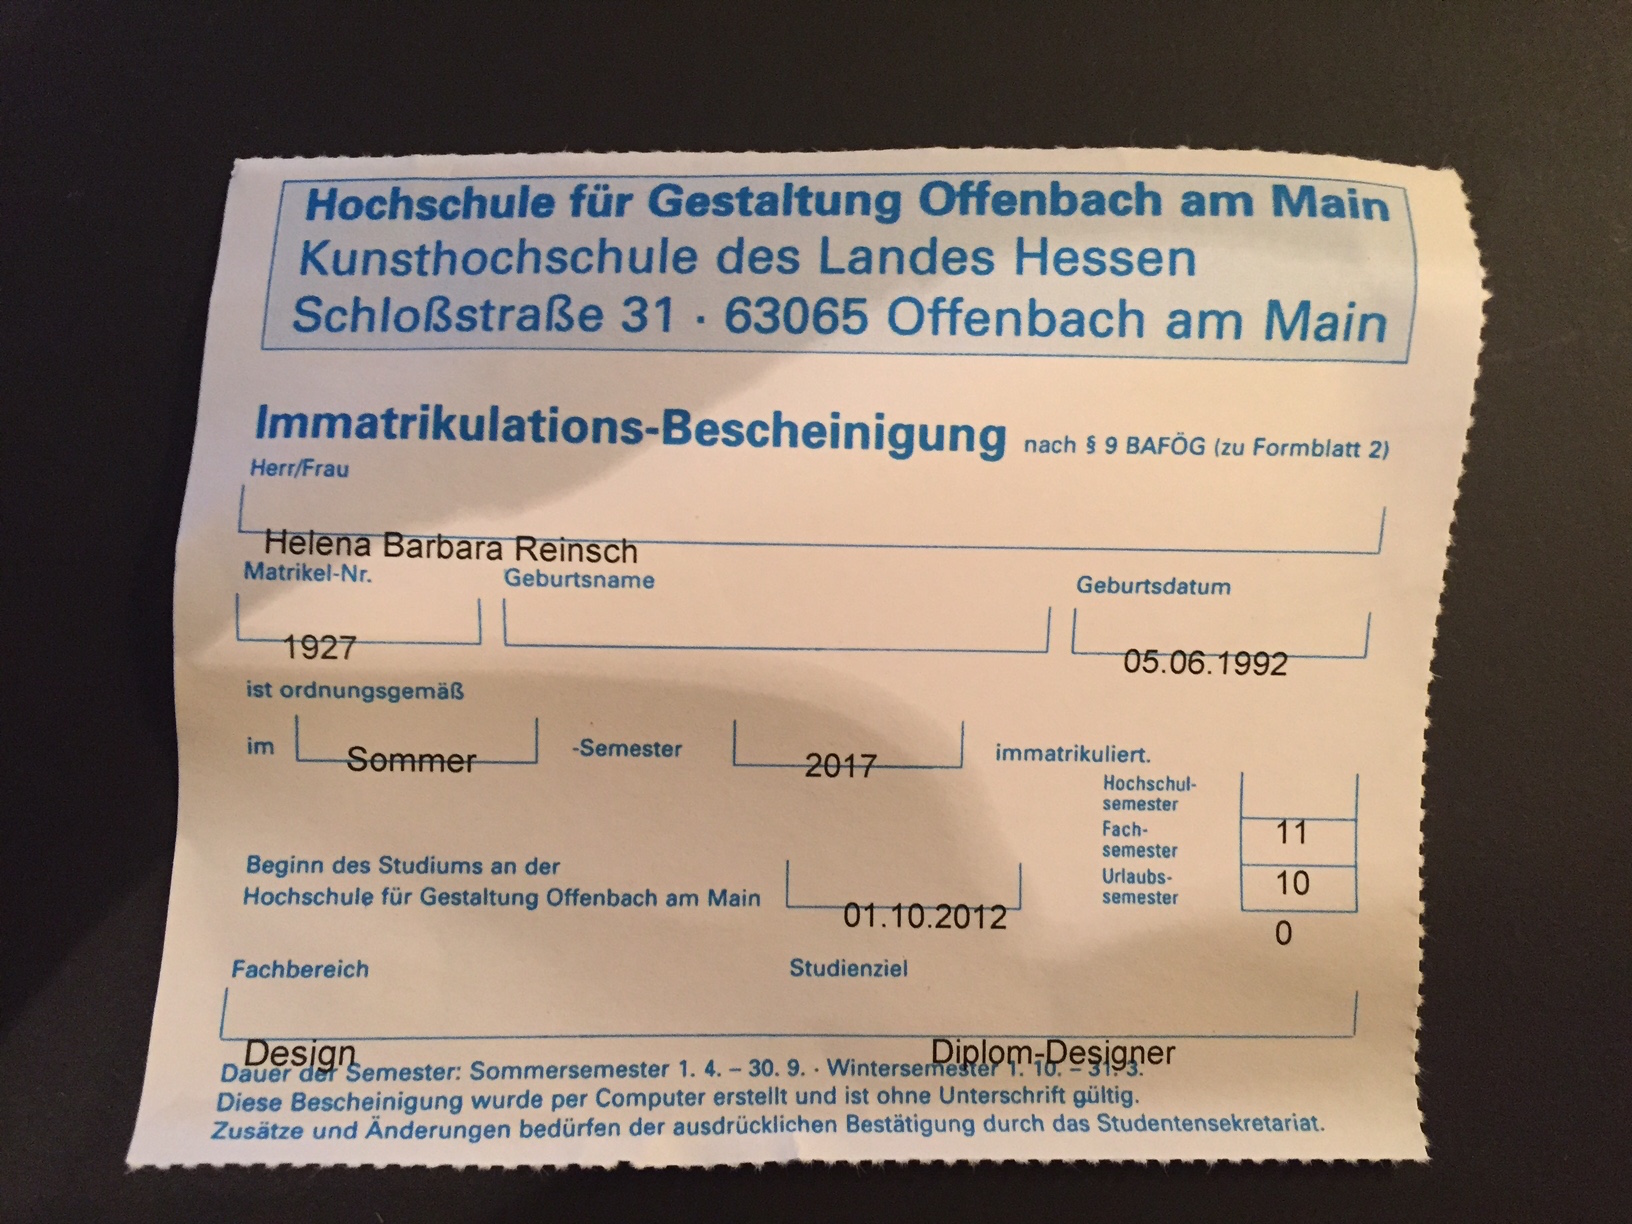 Hochschule für Gestaltung Offenbach am Main
Kunsthochschule des Landes Hessen
Schloßstraße 31 · 63065 Offenbach am Main
Immatrikulations-Bescheinigung nach § 9 BAFÖG (zu Formblatt 2)
Herr/Frau
Helena Barbara Reinsch
Matrikel-Nr. Geburtsname Geburtsdatum
1927 05.06.1992
ist ordnungsgemäß
im Sommer -Semester 2017 immatrikuliert.
Hochschul-
semester
11
Fach-
semester
10
Urlaubs-
semester
0
Beginn des Studiums an der
Hochschule für Gestaltung Offenbach am Main 01.10.2012
Fachbereich Studienziel
Design Diplom-Designer
Dauer der Semester: Sommersemester 1. 4. – 30. 9. · Wintersemester 1. 10. – 31. 3.
Diese Bescheinigung wurde per Computer erstellt und ist ohne Unterschrift gültig.
Zusätze und Änderungen bedürfen der ausdrücklichen Bestätigung durch das Studentensekretariat.